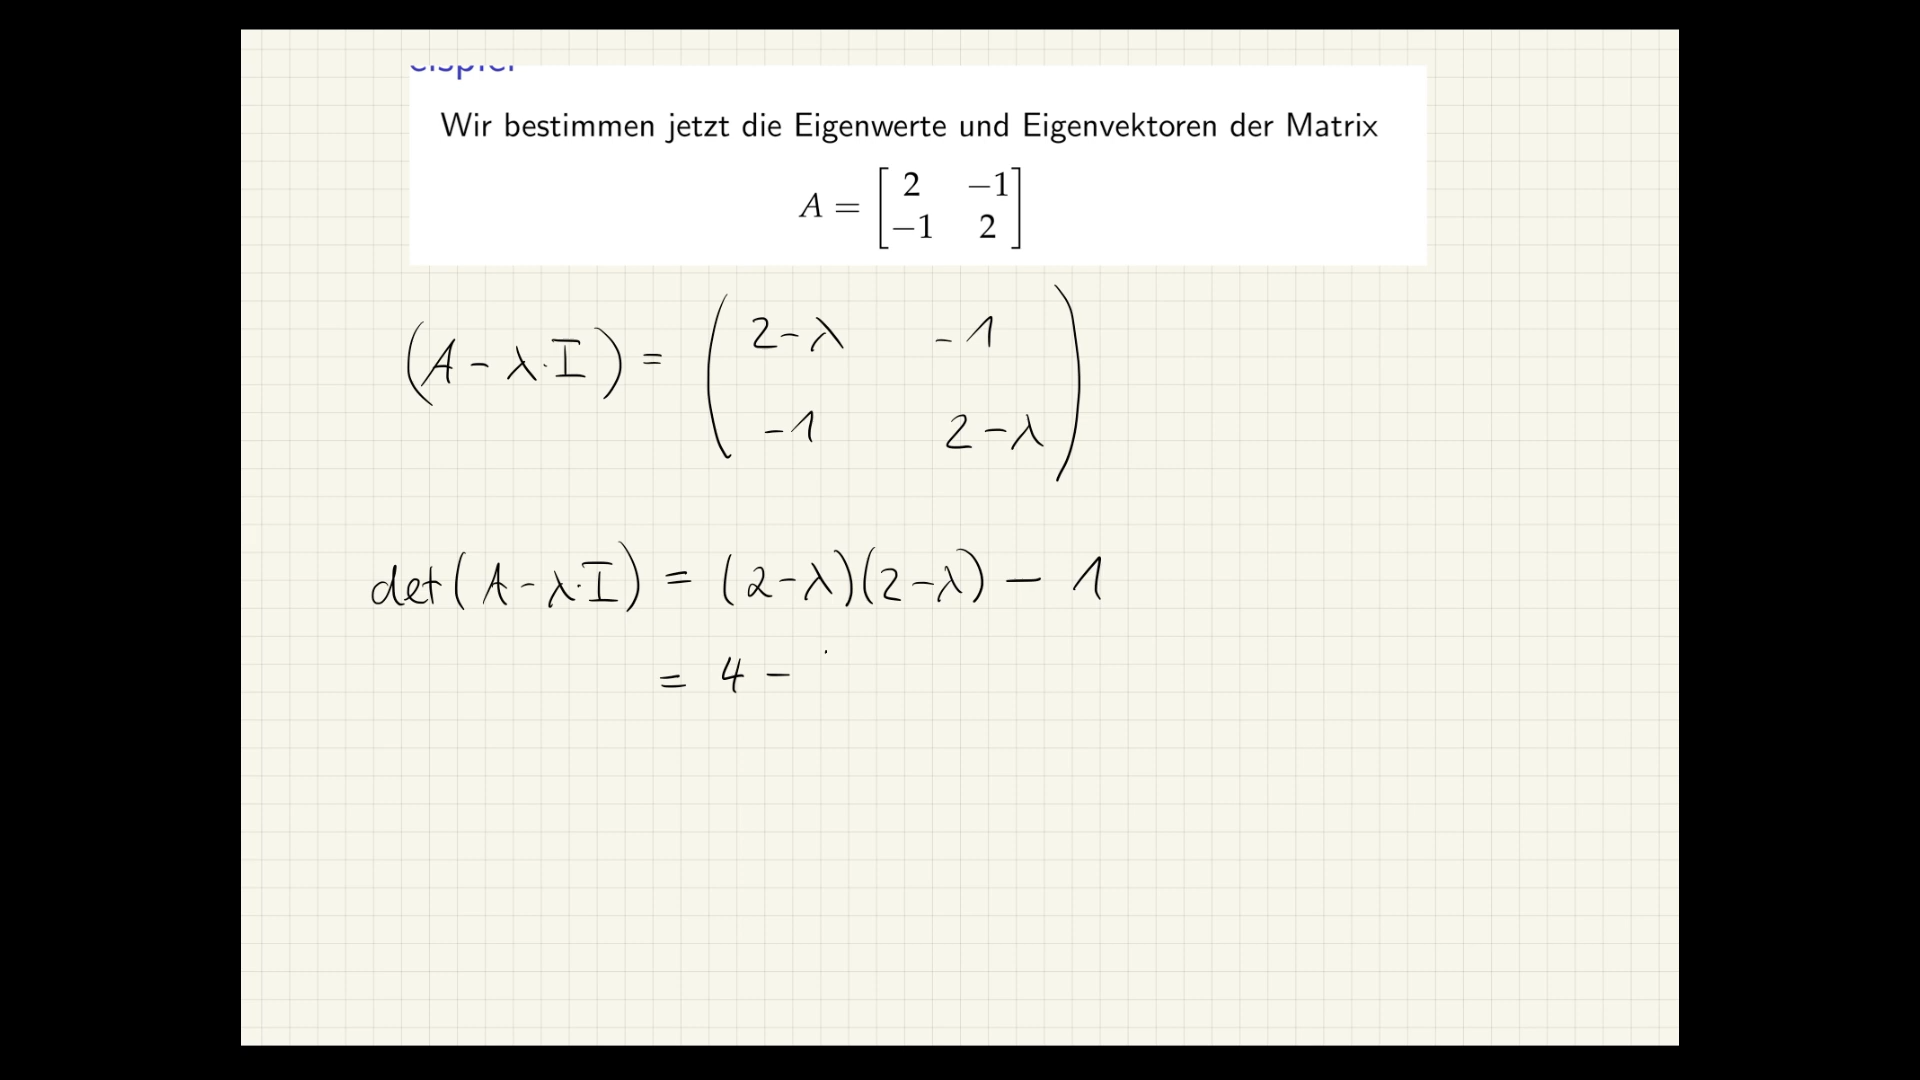 eispiel
Wir bestimmen jetzt die Eigenwerte und Eigenvektoren der Matrix
A = [2 −1
−1 2]
(A - λ·I) = (2-λ -1
-1 2-λ)
det(A-λ·I) = (2-λ)(2-λ) - 1
= 4 -